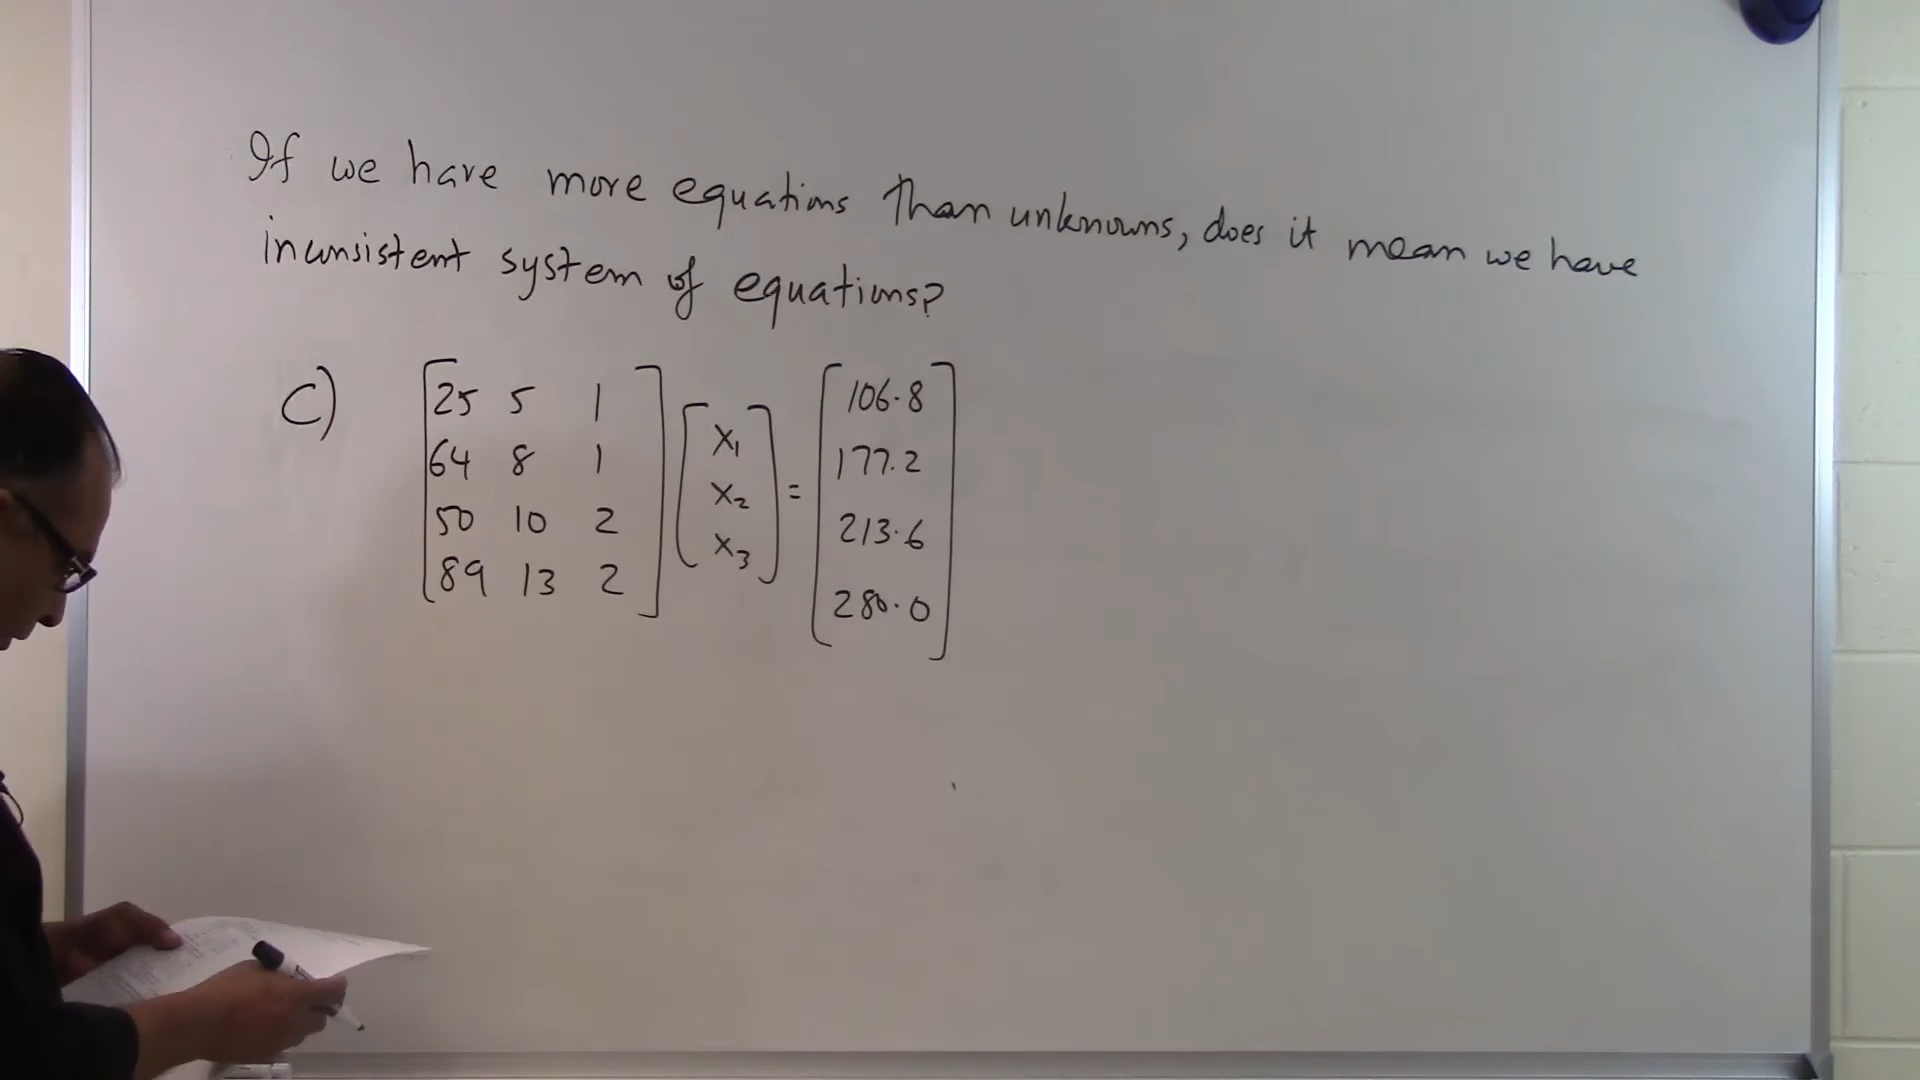 If we have more equations than unknowns, does it mean we have
inconsistent system of equations?
C) [25 5 1; 64 8 1; 50 10 2; 89 13 2] [x₁; x₂; x₃] = [106.8; 177.2; 213.6; 280.0]